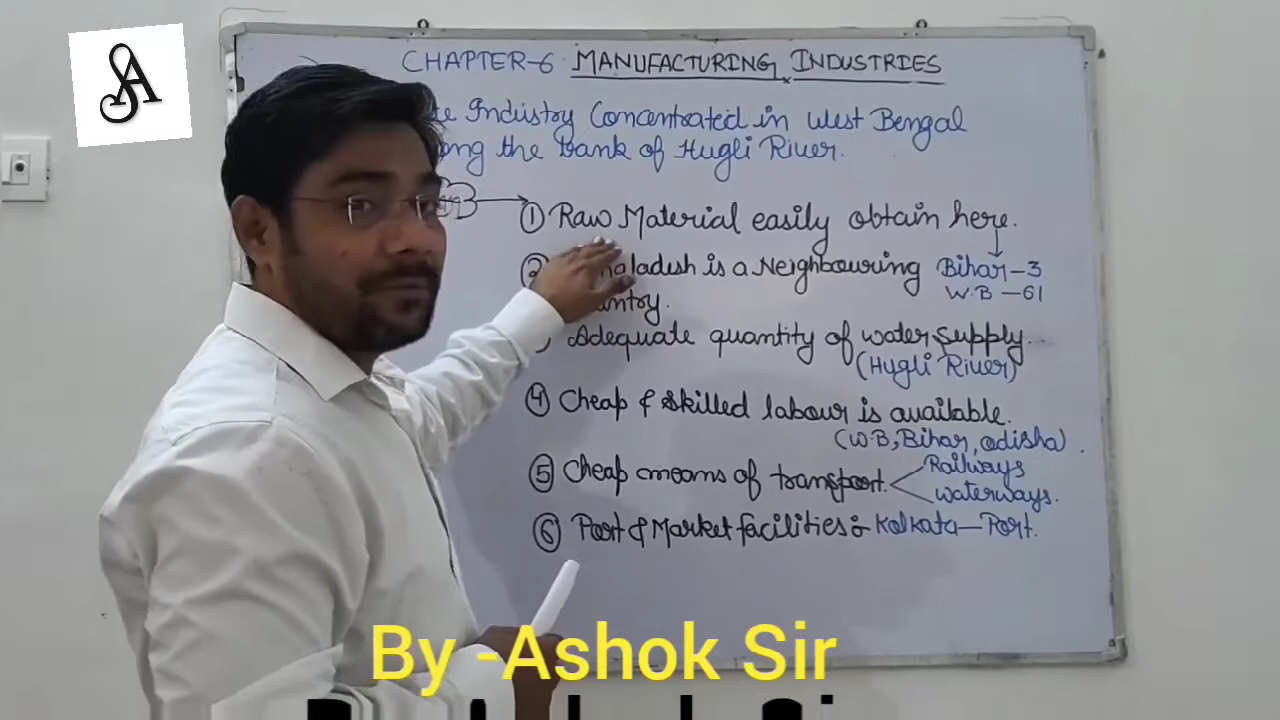 CHAPTER-6 MANUFACTURING INDUSTRIES
Industry Concentrated in West Bengal
the bank of Hugli River.
① Raw Material easily obtain here.
② is a Neighbouring Bihar-3
W.B-61
Adequate quantity of water supply
(Hugli River)
④ Cheap & skilled labour is available.
(W.B, Bihar, odisha)
⑤ Cheap means of transport. Railways
waterways.
⑥ Port & Market facilities:- Kolkata-Port.
By -Ashok Sir